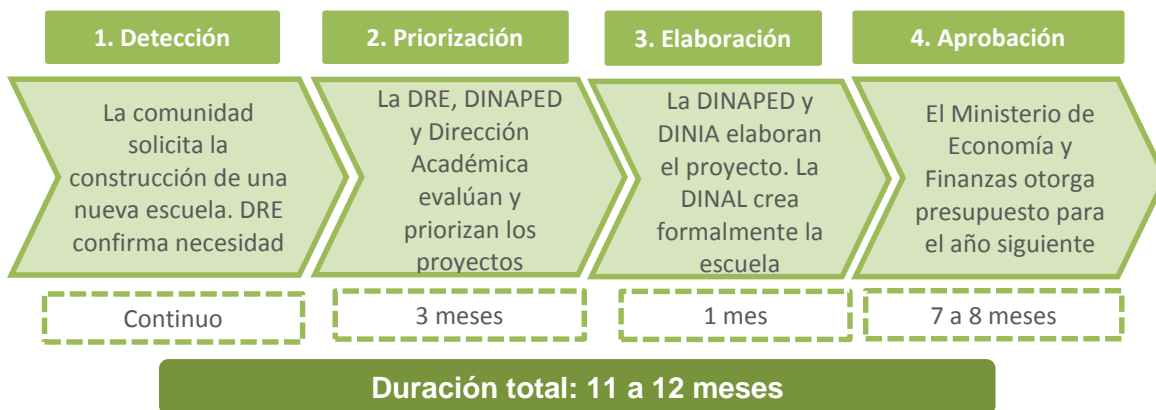 1. Detección
2. Priorización
3. Elaboración
4. Aprobación
La comunidad
solicita la
construcción de una
nueva escuela. DRE
confirma necesidad
La DRE, DINAPED
y Dirección
Académica
evalúan y
priorizan los
proyectos
La DINAPED y
DINIA elaboran
el proyecto. La
DINAL crea
formalmente la
escuela
El Ministerio de
Economía y
Finanzas otorga
presupuesto para
el año siguiente
Continuo
3 meses
1 mes
7 a 8 meses
Duración total: 11 a 12 meses